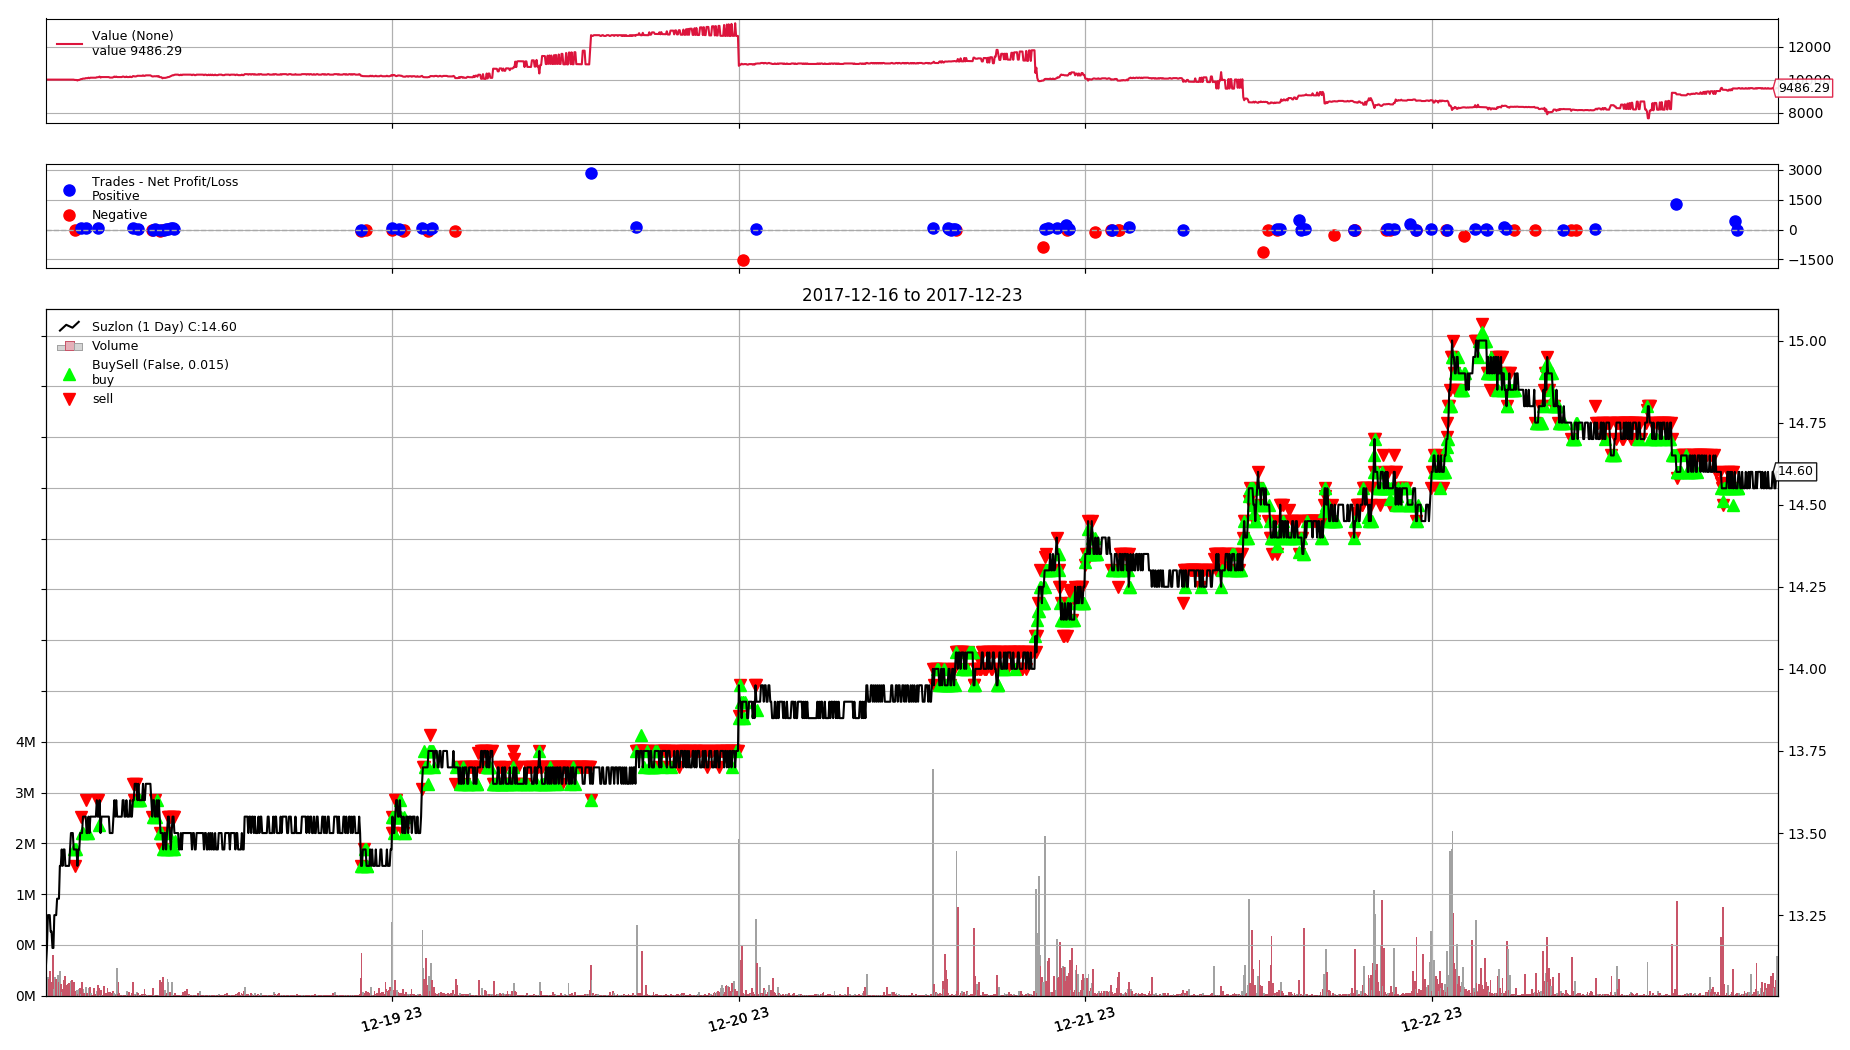 Value (None)
value 9486.29
12000
10000
9486.29
8000
Trades - Net Profit/Loss
Positive
Negative
3000
1500
0
−1500
2017-12-16 to 2017-12-23
Suzlon (1 Day) C:14.60
Volume
BuySell (False, 0.015)
buy
sell
15.00
14.75
14.60
14.50
14.25
14.00
13.75
13.50
13.25
4M
3M
2M
1M
0M
0M
12-19 23
12-20 23
12-21 23
12-22 23